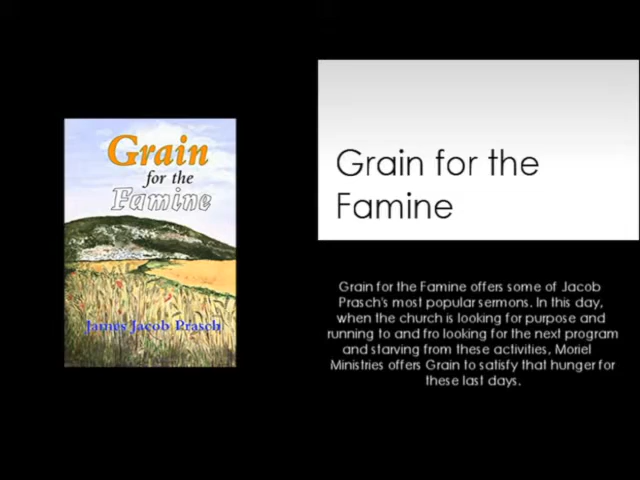 Grain
for the
Famine
James Jacob Prasch
Grain for the
Famine
Grain for the Famine offers some of Jacob
Prasch's most popular sermons. In this day,
when the church is looking for purpose and
running to and fro looking for the next program
and starving from these activities, Moriel
Ministries offers Grain to satisfy that hunger for
these last days.